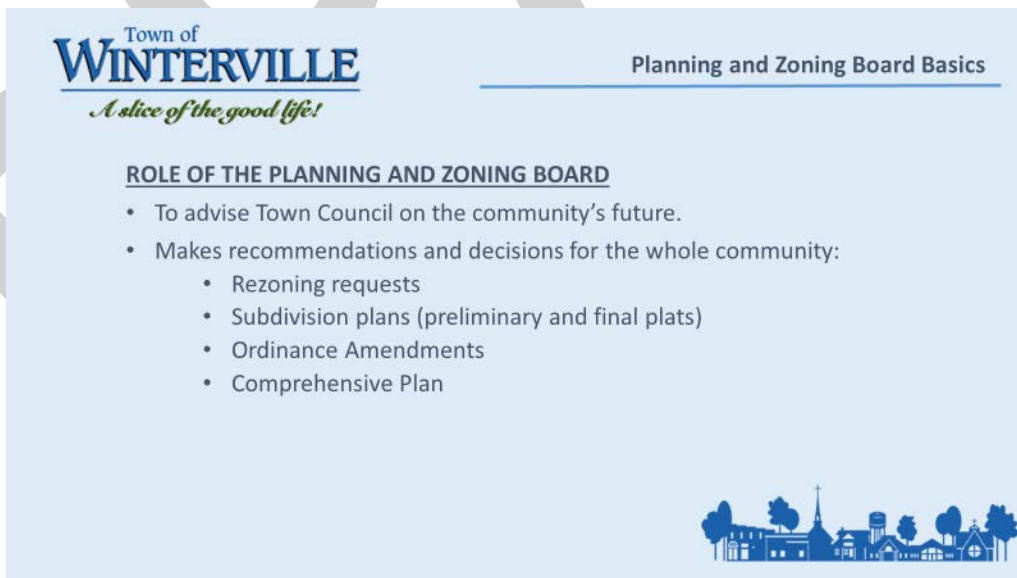 Town of
WINTERVILLE
A slice of the good life!
Planning and Zoning Board Basics
ROLE OF THE PLANNING AND ZONING BOARD
• To advise Town Council on the community's future.
• Makes recommendations and decisions for the whole community:
• Rezoning requests
• Subdivision plans (preliminary and final plats)
• Ordinance Amendments
• Comprehensive Plan